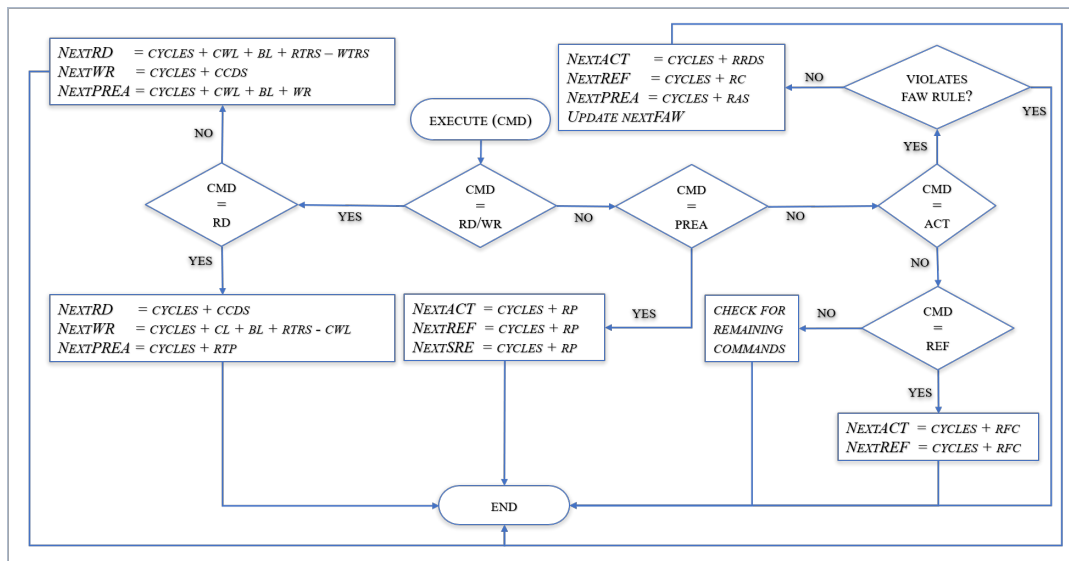 NEXTRD = CYCLES + CWL + BL + RTRS – WTRS
NEXTWR = CYCLES + CCDS
NEXTPREA = CYCLES + CWL + BL + WR
NEXTACT = CYCLES + RRDS
NEXTREF = CYCLES + RC
NEXTPREA = CYCLES + RAS
UPDATE NEXTFAW
NO
VIOLATES
FAW RULE?
YES
EXECUTE (CMD)
NO
YES
CMD
=
RD
YES
CMD
=
RD/WR
NO
CMD
=
PREA
NO
CMD
=
ACT
YES
NO
NEXTRD = CYCLES + CCDS
NEXTWR = CYCLES + CL + BL + RTRS - CWL
NEXTPREA = CYCLES + RTP
NEXTACT = CYCLES + RP
NEXTREF = CYCLES + RP
NEXTSRE = CYCLES + RP
YES
CHECK FOR
REMAINING
COMMANDS
NO
CMD
=
REF
YES
NEXTACT = CYCLES + RFC
NEXTREF = CYCLES + RFC
END